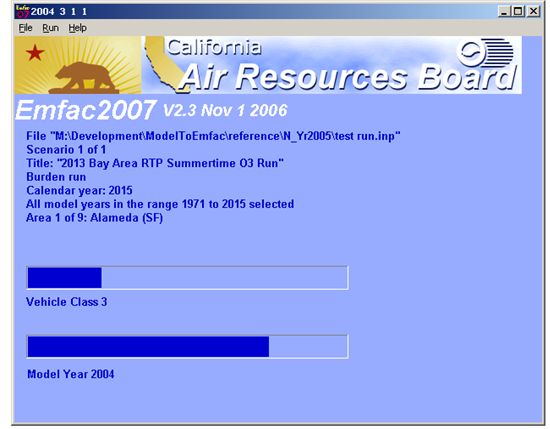 Emfac 07 2004 3 1 1
File Run Help
California
Air Resources Board
Emfac2007 V2.3 Nov 1 2006
File "M:\Development\ModelToEmfac\reference\N_Yr2005\test run.inp"
Scenario 1 of 1
Title: "2013 Bay Area RTP Summertime O3 Run"
Burden run
Calendar year: 2015
All model years in the range 1971 to 2015 selected
Area 1 of 9: Alameda (SF)
Vehicle Class 3
Model Year 2004